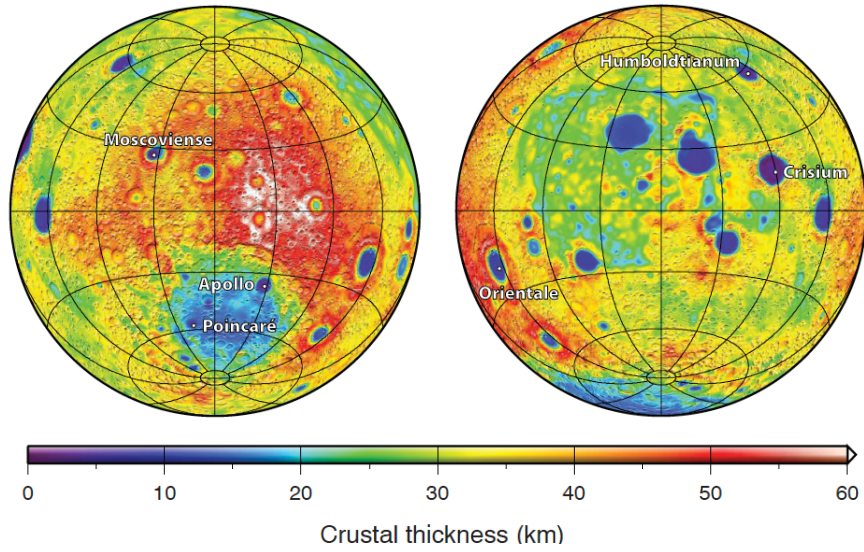 Humboldtianum
Moscoviense
Crisium
Apollo
Orientale
Poincaré
0 10 20 30 40 50 60
Crustal thickness (km)